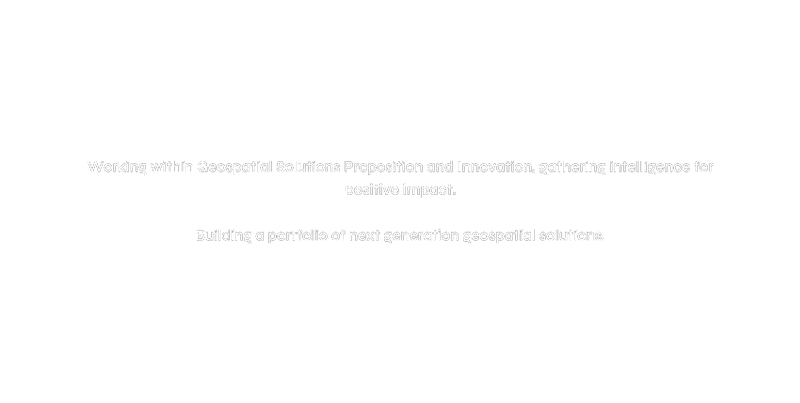 Working within Geospatial Solutions Proposition and Innovation, gathering intelligence for
positive impact.
Building a portfolio of next generation geospatial solutions.